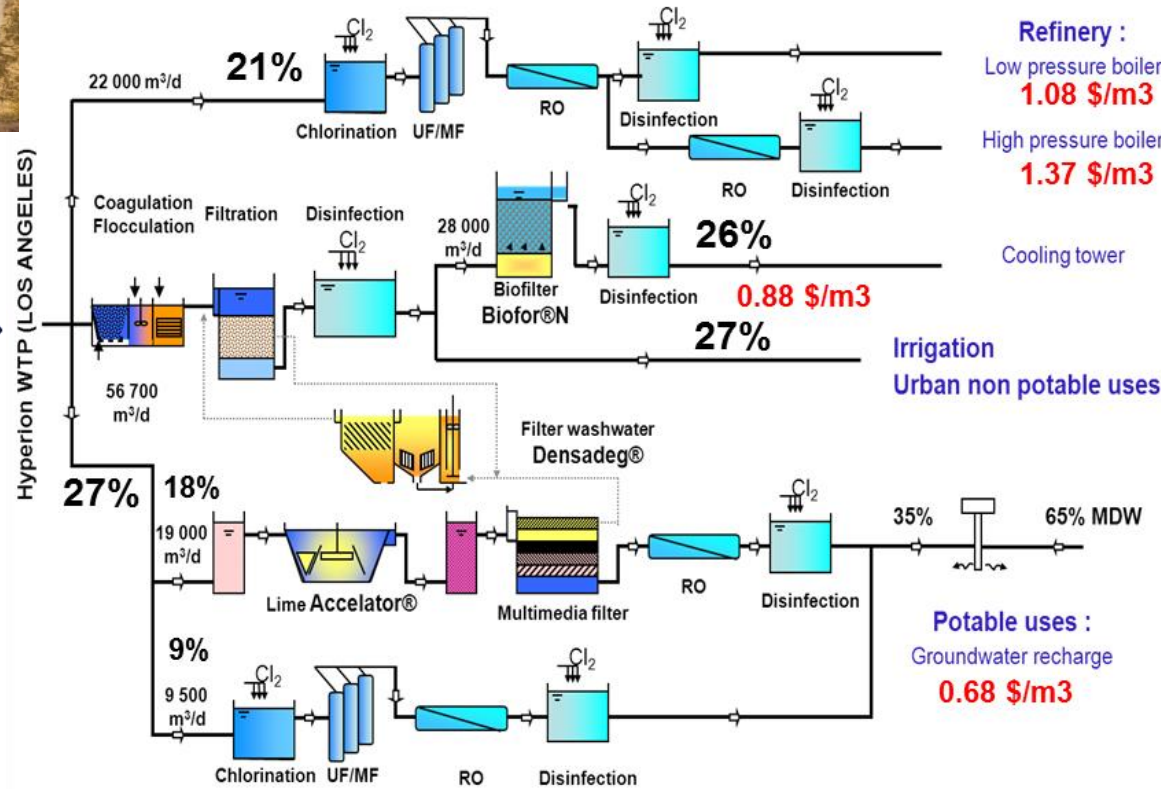 Hyperion WTP (LOS ANGELES)
22 000 m³/d
21%
Cl₂
Chlorination
UF/MF
RO
Cl₂
Disinfection
RO
Cl₂
Disinfection
Refinery :
Low pressure boiler
1.08 $/m3
High pressure boiler
1.37 $/m3
Coagulation
Flocculation
Filtration
Disinfection
Cl₂
56 700
m³/d
28 000
m³/d
Biofilter
Biofor®N
Cl₂
Disinfection
26%
0.88 $/m3
Cooling tower
27%
Irrigation
Urban non potable uses
Filter washwater
Densadeg®
27%
18%
19 000
m³/d
Lime Accelator®
Multimedia filter
RO
Cl₂
Disinfection
35%
65% MDW
Potable uses :
Groundwater recharge
0.68 $/m3
9%
9 500
m³/d
Cl₂
Chlorination
UF/MF
RO
Cl₂
Disinfection